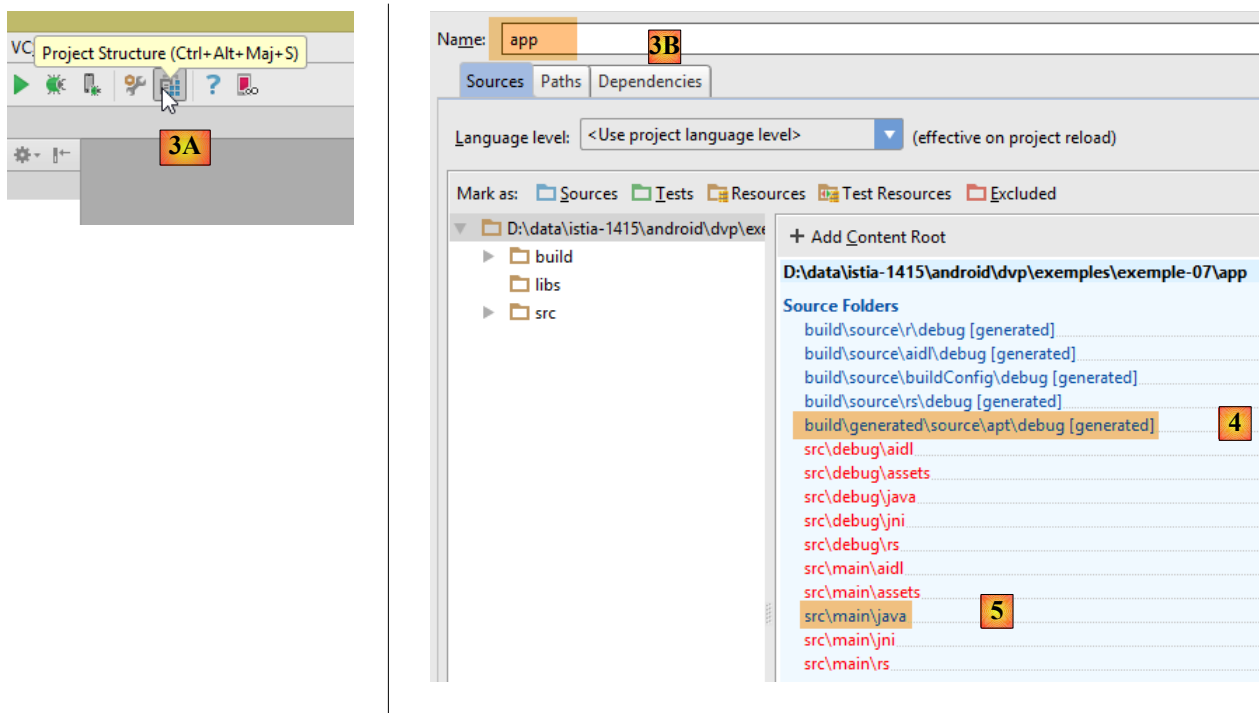 VC
Project Structure (Ctrl+Alt+Maj+S)
3A
Name: app
3B
Sources Paths Dependencies
Language level: <Use project language level> (effective on project reload)
Mark as: Sources Tests Resources Test Resources Excluded
D:\data\istia-1415\android\dvp\exe
build
libs
src
+ Add Content Root
D:\data\istia-1415\android\dvp\exemples\exemple-07\app
Source Folders
build\source\r\debug [generated]
build\source\aidl\debug [generated]
build\source\buildConfig\debug [generated]
build\source\rs\debug [generated]
build\generated\source\apt\debug [generated]
4
src\debug\aidl
src\debug\assets
src\debug\java
src\debug\jni
src\debug\rs
src\main\aidl
src\main\assets
src\main\java
5
src\main\jni
src\main\rs